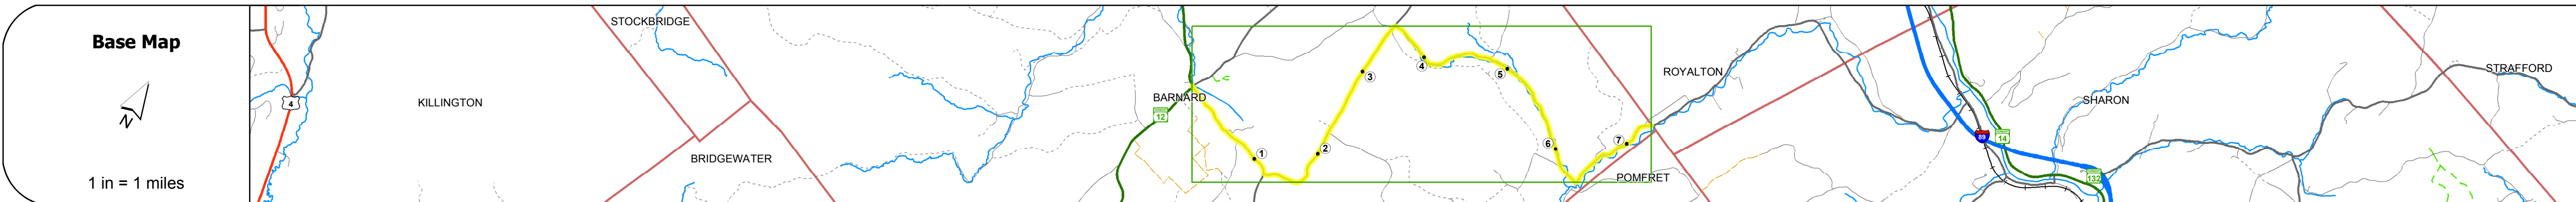 Base Map
N
1 in = 1 miles
4
KILLINGTON
STOCKBRIDGE
BRIDGEWATER
BARNARD
12
1
2
3
4
5
6
7
ROYALTON
POMFRET
89
14
SHARON
132
STRAFFORD